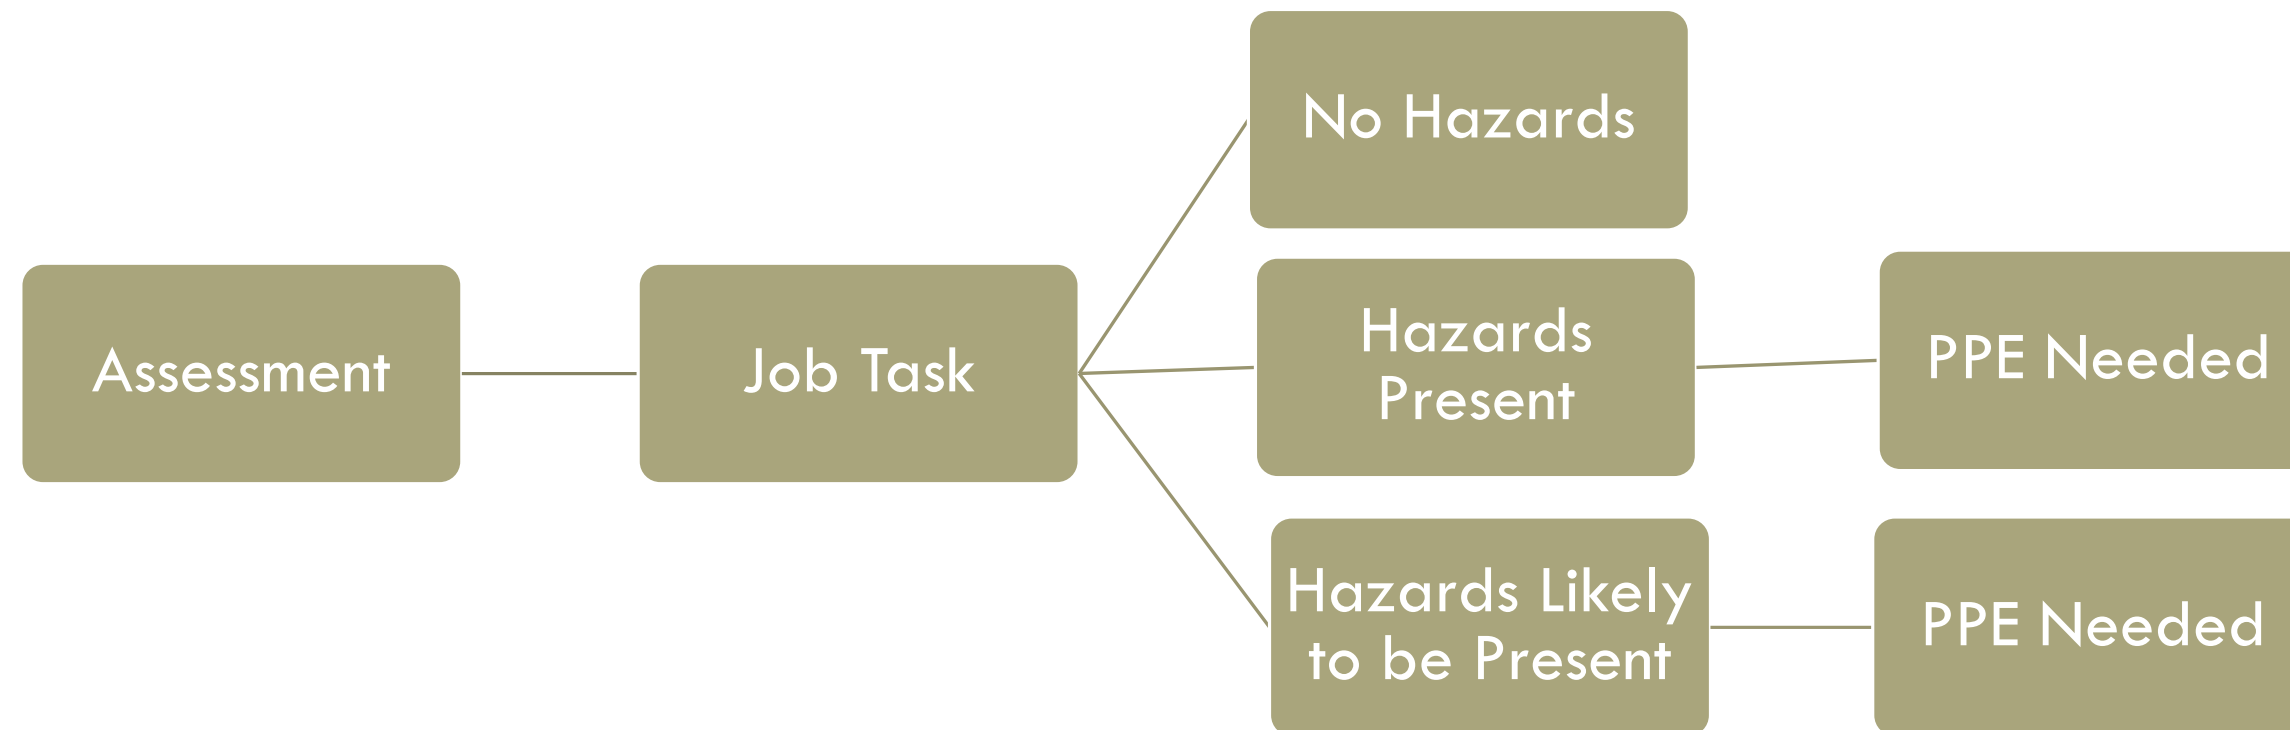 No Hazards
Assessment
Job Task
Hazards
Present
PPE Needed
Hazards Likely
to be Present
PPE Needed